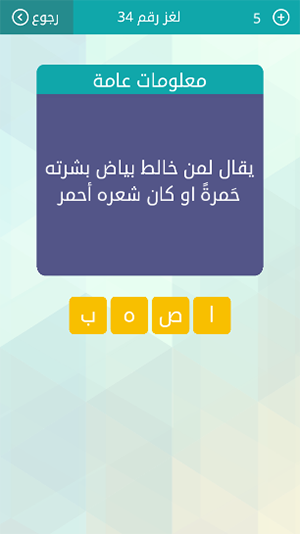 رجوع
لغز رقم 34
5
معلومات عامة
يقال لمن خالط بياض بشرته
حَمرةً او كان شعره أحمر
ا ص ه ب